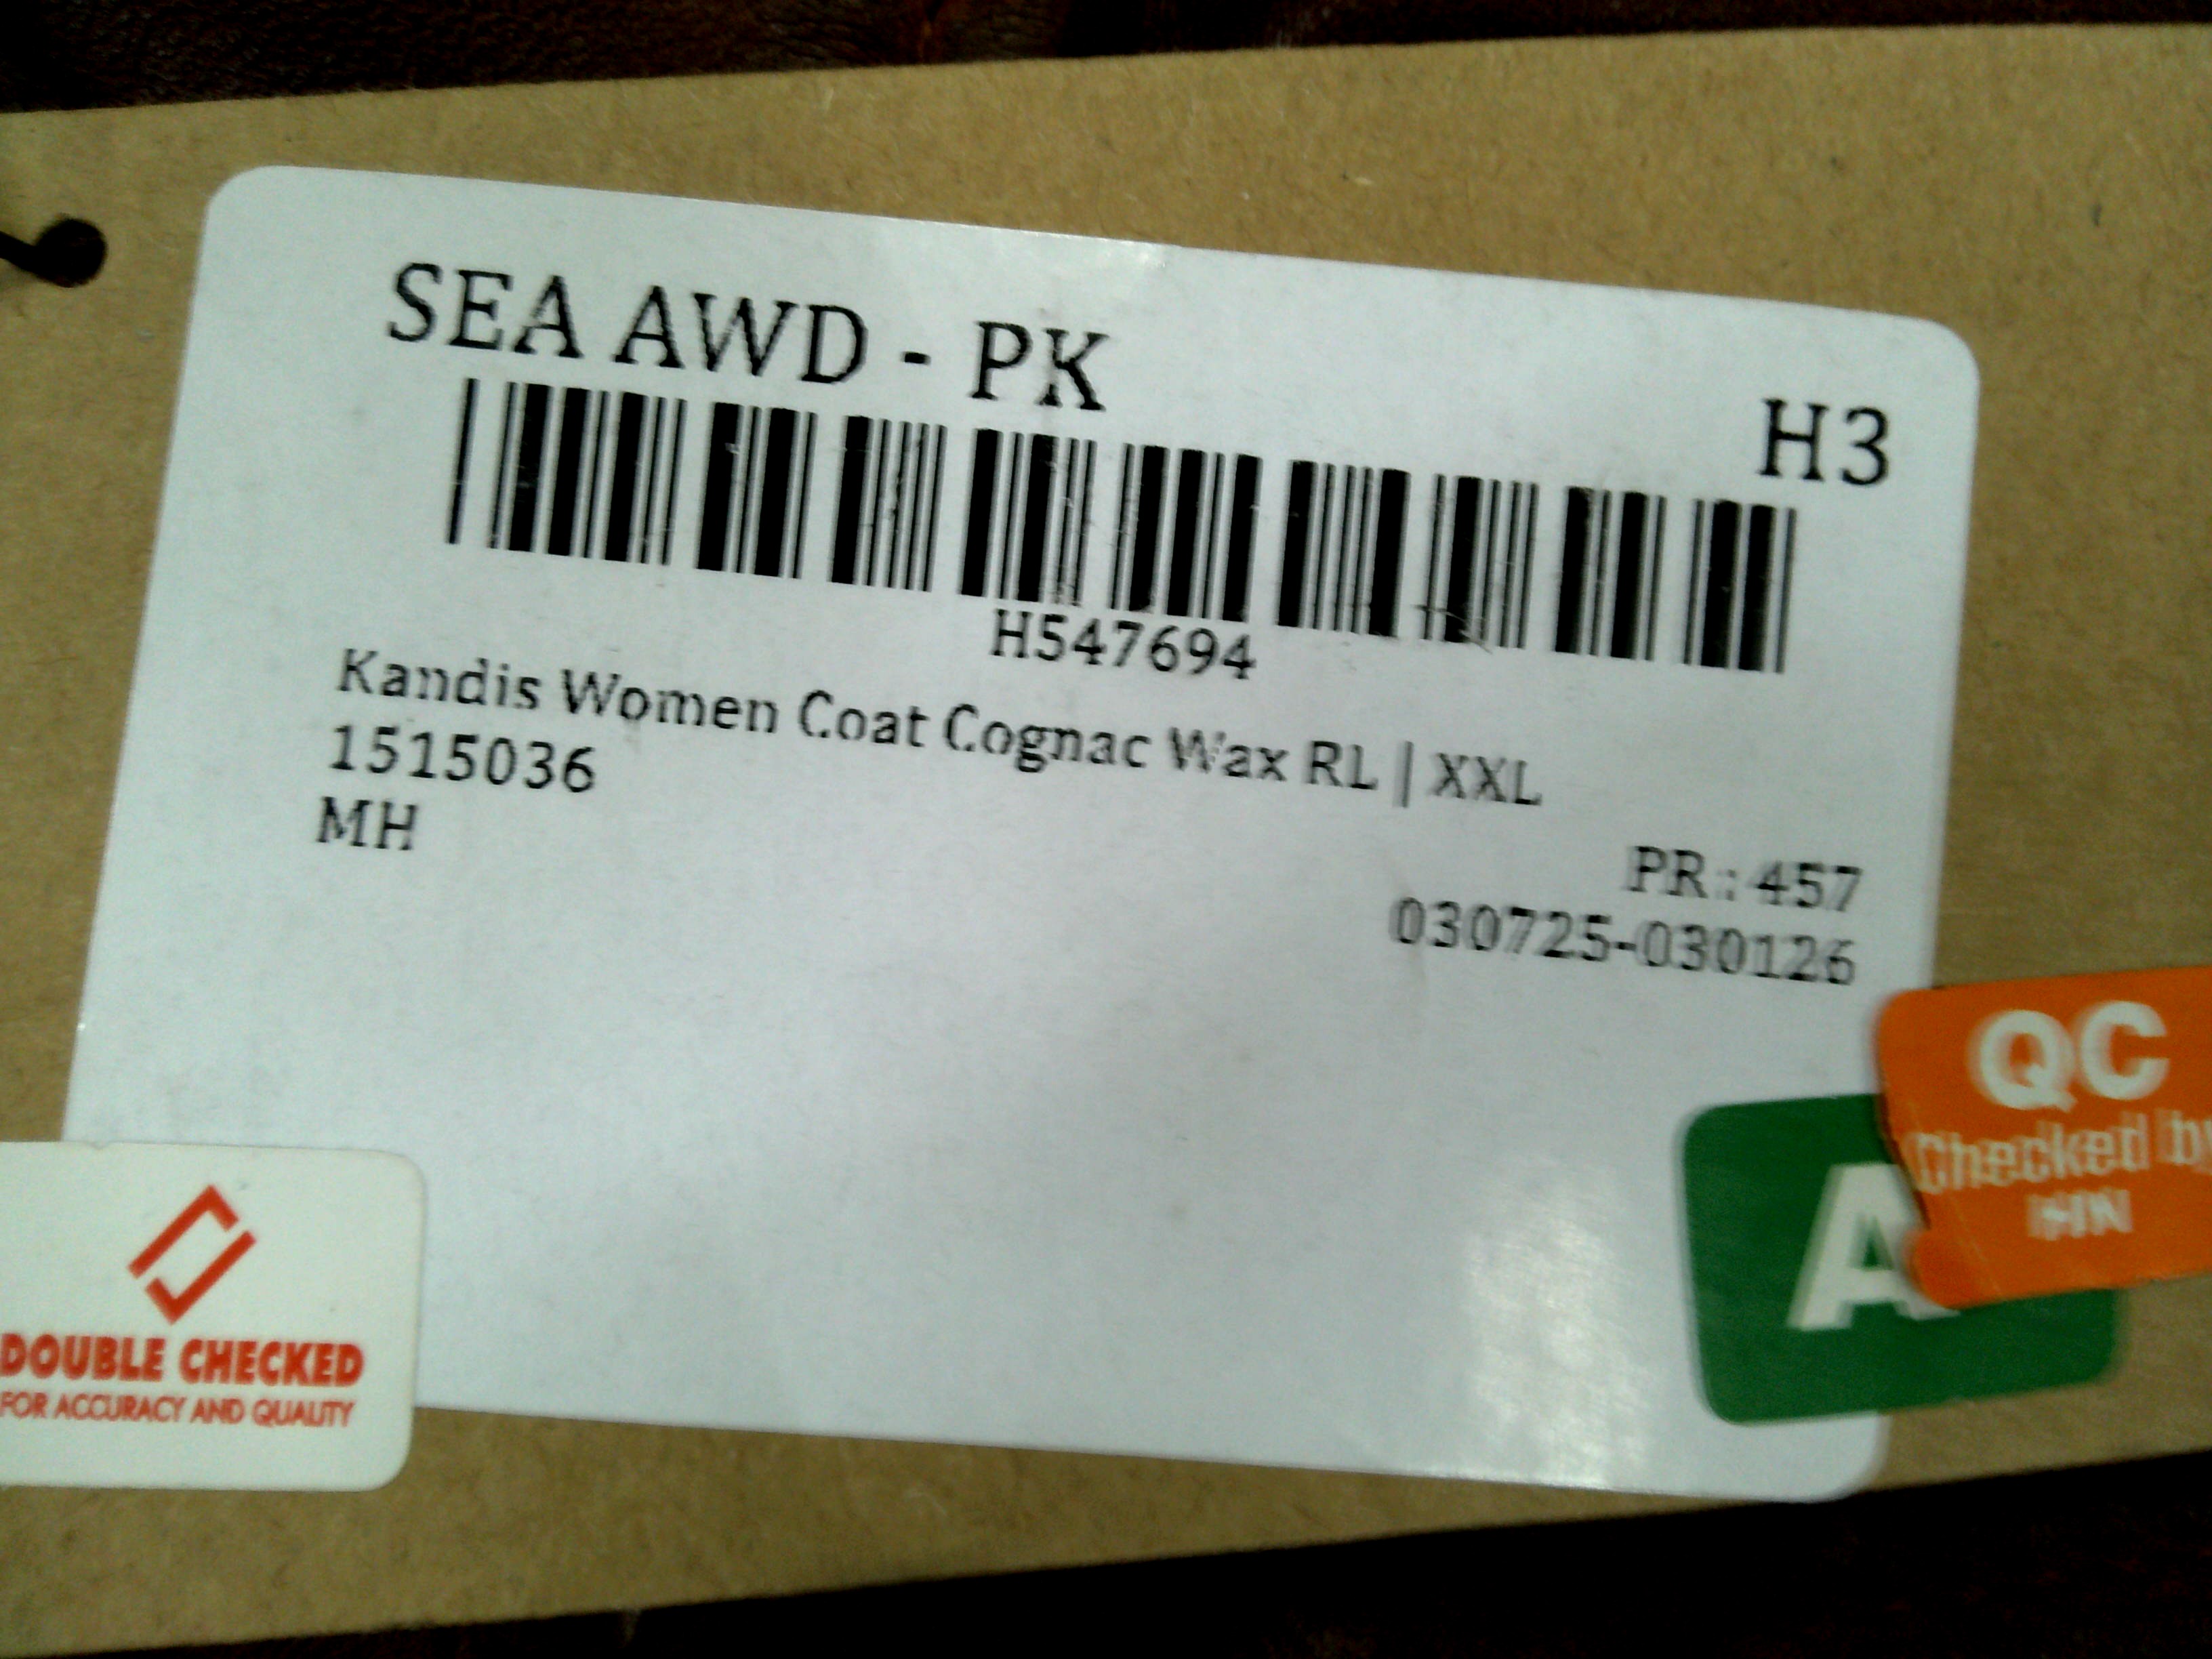 SEA AWD - PK
H3
H547694
Kandis Women Coat Cognac Wax RL | XXL
1515036
MH
PR : 457
030725-030126
QC
Checked by
A
DOUBLE CHECKED
FOR ACCURACY AND QUALITY